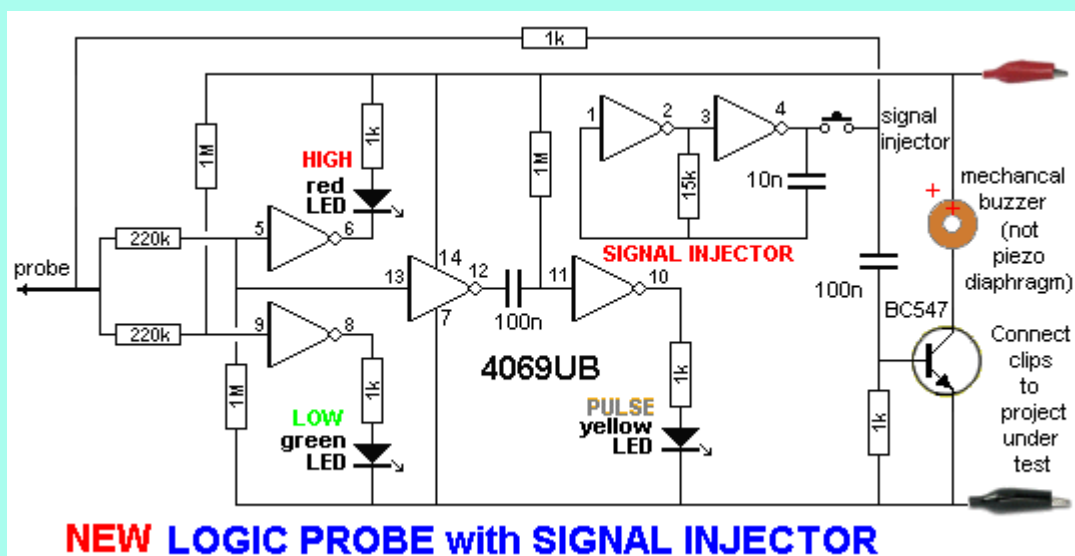 1k
1M
1k
HIGH
red
LED
5
6
220k
probe
220k
9
8
1M
LOW
green
LED
1k
13
14
12
7
100n
1M
11
10
4069UB
1k
PULSE
yellow
LED
1
2
3
4
15k
10n
SIGNAL INJECTOR
signal
injector
+
+
mechancal
buzzer
(not
piezo
diaphragm)
100n
BC547
1k
Connect
clips
to
project
under
test
NEW LOGIC PROBE with SIGNAL INJECTOR